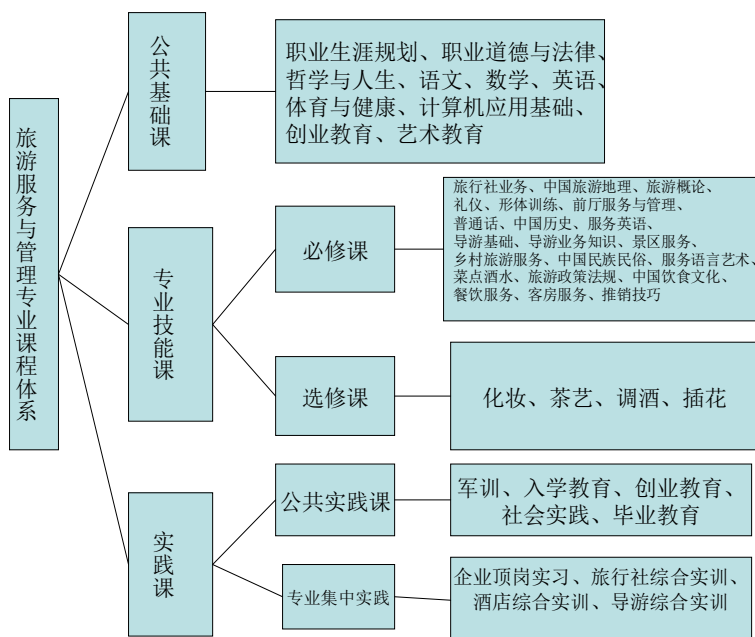 旅游服务与管理专业课程体系
公共基础课
职业生涯规划、职业道德与法律、
哲学与人生、语文、数学、英语、
体育与健康、计算机应用基础、
创业教育、艺术教育
专业技能课
必修课
旅行社业务、中国旅游地理、旅游概论、
礼仪、形体训练、前厅服务与管理、
普通话、中国历史、服务英语、
导游基础、导游业务知识、景区服务、
乡村旅游服务、中国民族民俗、服务语言艺术、
菜点酒水、旅游政策法规、中国饮食文化、
餐饮服务、客房服务、推销技巧
选修课
化妆、茶艺、调酒、插花
实践课
公共实践课
军训、入学教育、创业教育、
社会实践、毕业教育
专业集中实践
企业顶岗实习、旅行社综合实训、
酒店综合实训、导游综合实训